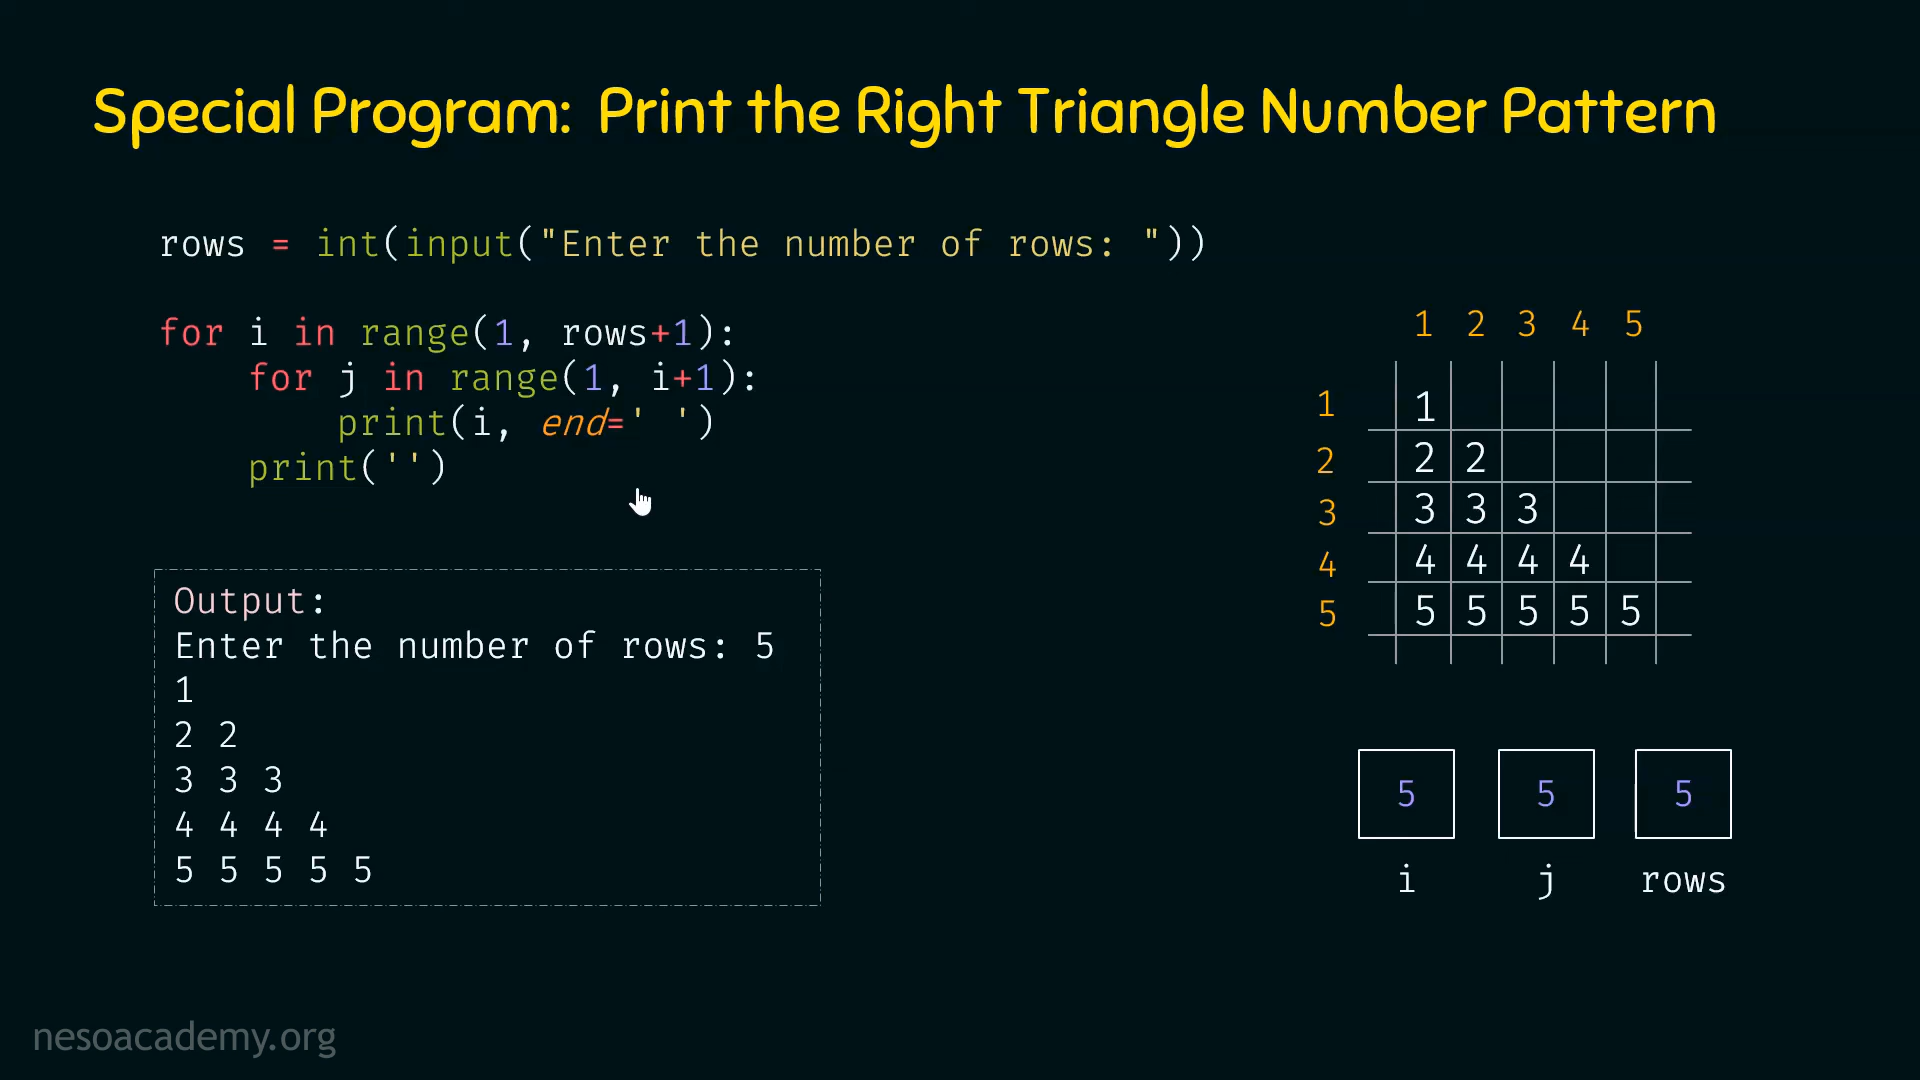 Special Program: Print the Right Triangle Number Pattern
rows = int(input("Enter the number of rows: "))
for i in range(1, rows+1):
    for j in range(1, i+1):
        print(i, end=' ')
    print('')
Output:
Enter the number of rows: 5
1
2 2
3 3 3
4 4 4 4
5 5 5 5 5
1 2 3 4 5
1 1
2 2 2
3 3 3 3
4 4 4 4 4
5 5 5 5 5 5
5 5 5
i j rows
nesoacademy.org